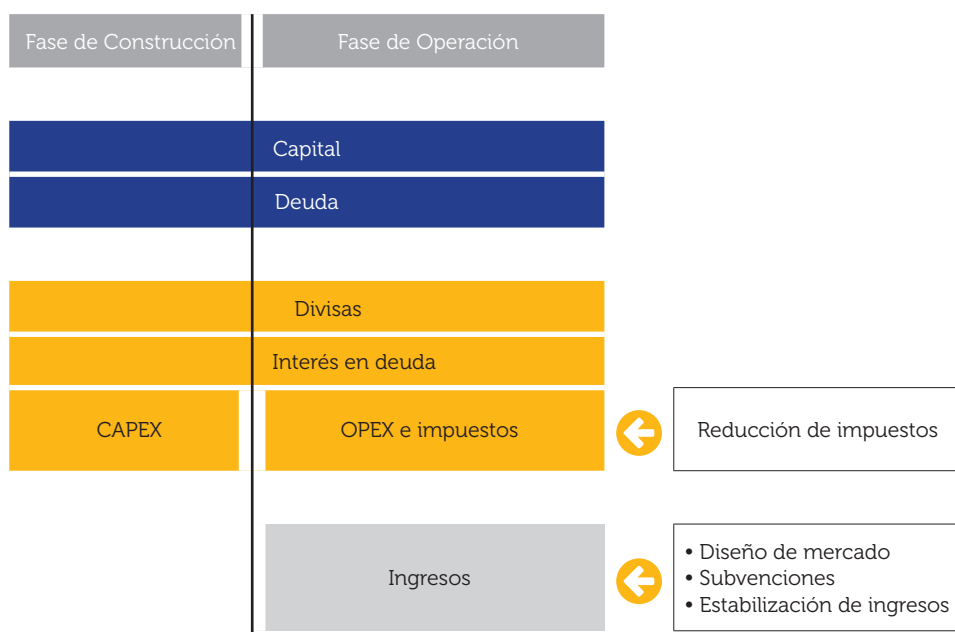 Fase de Construcción
Fase de Operación
Capital
Deuda
Divisas
Interés en deuda
CAPEX
OPEX e impuestos
Reducción de impuestos
Ingresos
• Diseño de mercado
• Subvenciones
• Estabilización de ingresos